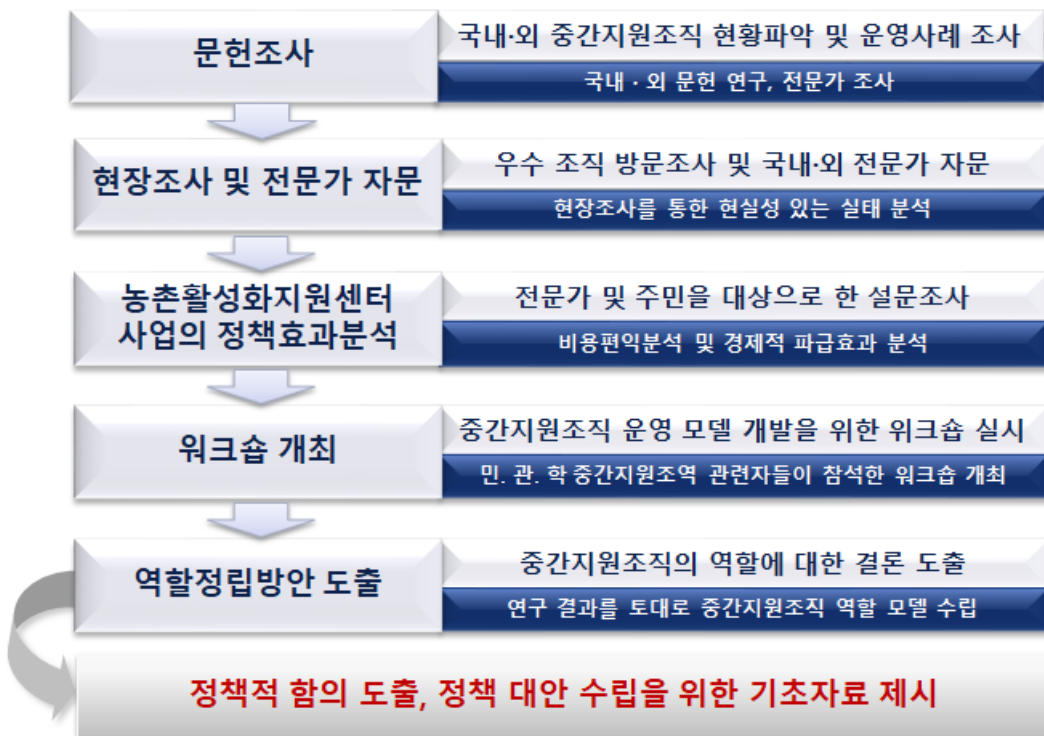 문헌조사
국내·외 중간지원조직 현황파악 및 운영사례 조사
국내 · 외 문헌 연구, 전문가 조사
현장조사 및 전문가 자문
우수 조직 방문조사 및 국내·외 전문가 자문
현장조사를 통한 현실성 있는 실태 분석
농촌활성화지원센터
사업의 정책효과분석
전문가 및 주민을 대상으로 한 설문조사
비용편익분석 및 경제적 파급효과 분석
워크숍 개최
중간지원조직 운영 모델 개발을 위한 워크숍 실시
민. 관. 학 중간지원조역 관련자들이 참석한 워크숍 개최
역할정립방안 도출
중간지원조직의 역할에 대한 결론 도출
연구 결과를 토대로 중간지원조직 역할 모델 수립
정책적 함의 도출, 정책 대안 수립을 위한 기초자료 제시